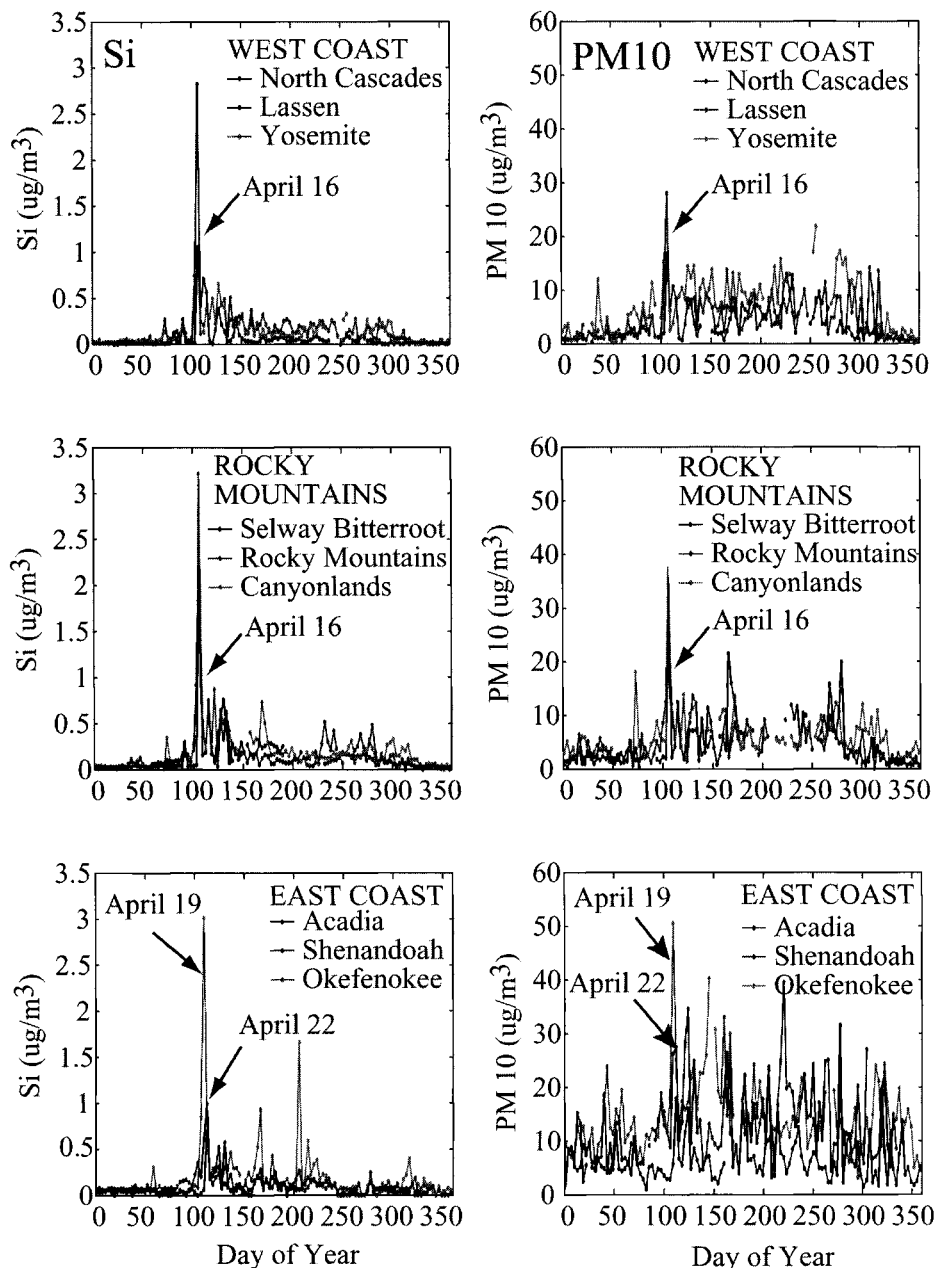 Si
3.5
3
2.5
2
1.5
1
0.5
0
Si (ug/m3)
WEST COAST
North Cascades
Lassen
Yosemite
April 16
0 50 100 150 200 250 300 350
PM10
60
50
40
30
20
10
0
PM 10 (ug/m3)
WEST COAST
North Cascades
Lassen
Yosemite
April 16
0 50 100 150 200 250 300 350
3.5
3
2.5
2
1.5
1
0.5
0
Si (ug/m3)
ROCKY
MOUNTAINS
Selway Bitterroot
Rocky Mountains
Canyonlands
April 16
0 50 100 150 200 250 300 350
60
50
40
30
20
10
0
PM 10 (ug/m3)
ROCKY
MOUNTAINS
Selway Bitterroot
Rocky Mountains
Canyonlands
April 16
0 50 100 150 200 250 300 350
3.5
3
2.5
2
1.5
1
0.5
0
Si (ug/m3)
EAST COAST
Acadia
Shenandoah
Okefenokee
April 19
April 22
0 50 100 150 200 250 300 350
Day of Year
60
50
40
30
20
10
0
PM 10 (ug/m3)
EAST COAST
Acadia
Shenandoah
Okefenokee
April 19
April 22
0 50 100 150 200 250 300 350
Day of Year